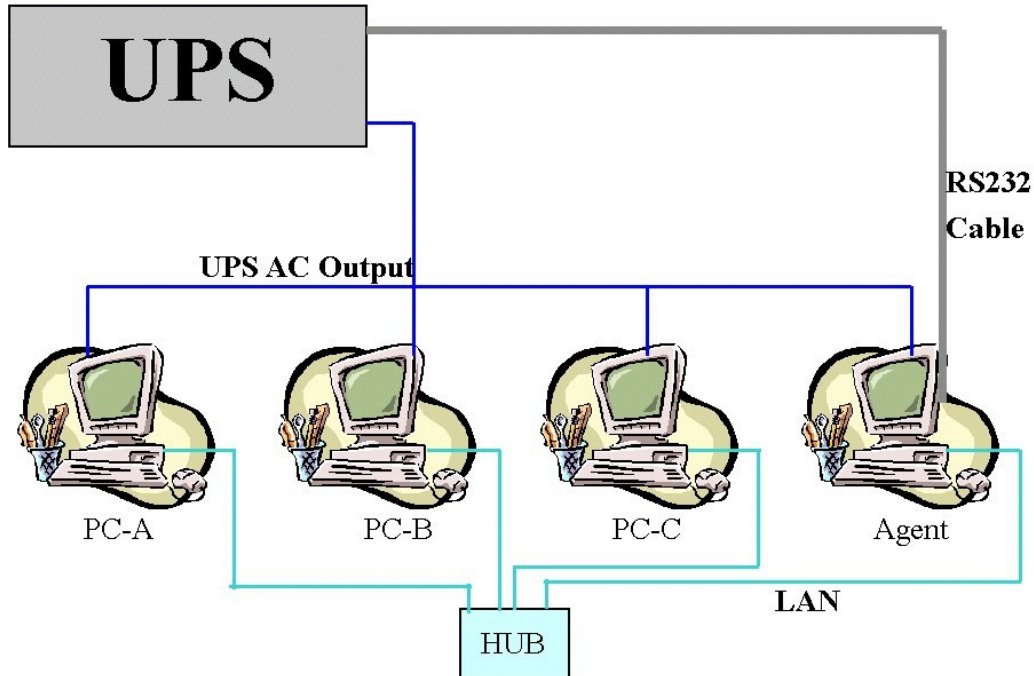 UPS
RS232
Cable
UPS AC Output
PC-A
PC-B
PC-C
Agent
LAN
HUB